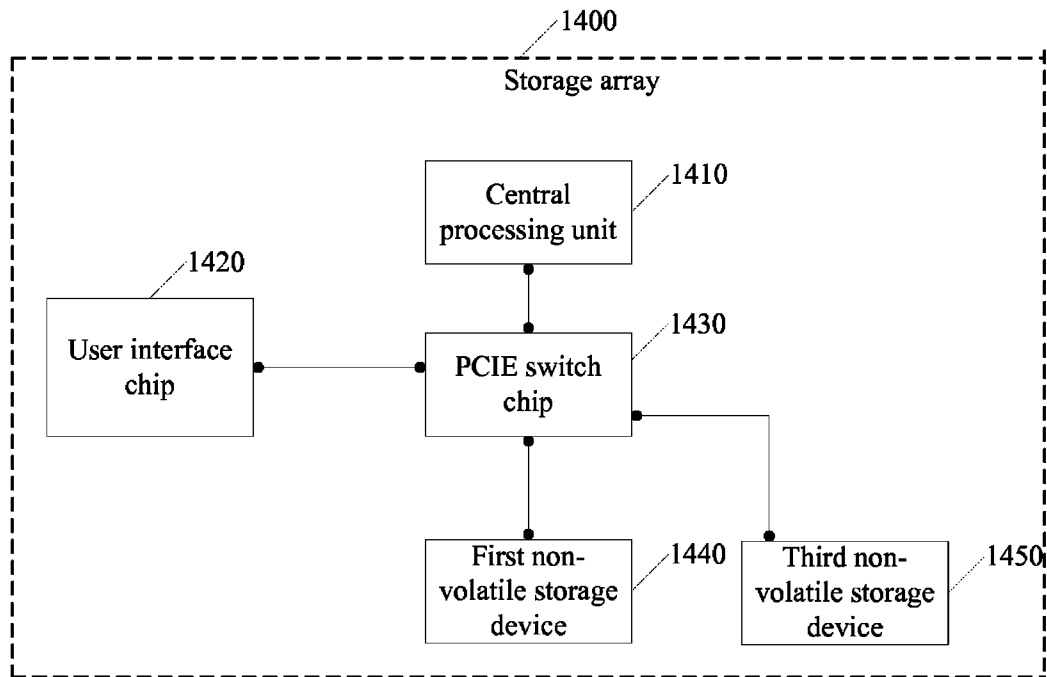 1400
Storage array
1410
Central
processing unit
1420
User interface
chip
1430
PCIE switch
chip
1440
First non-
volatile storage
device
1450
Third non-
volatile storage
device